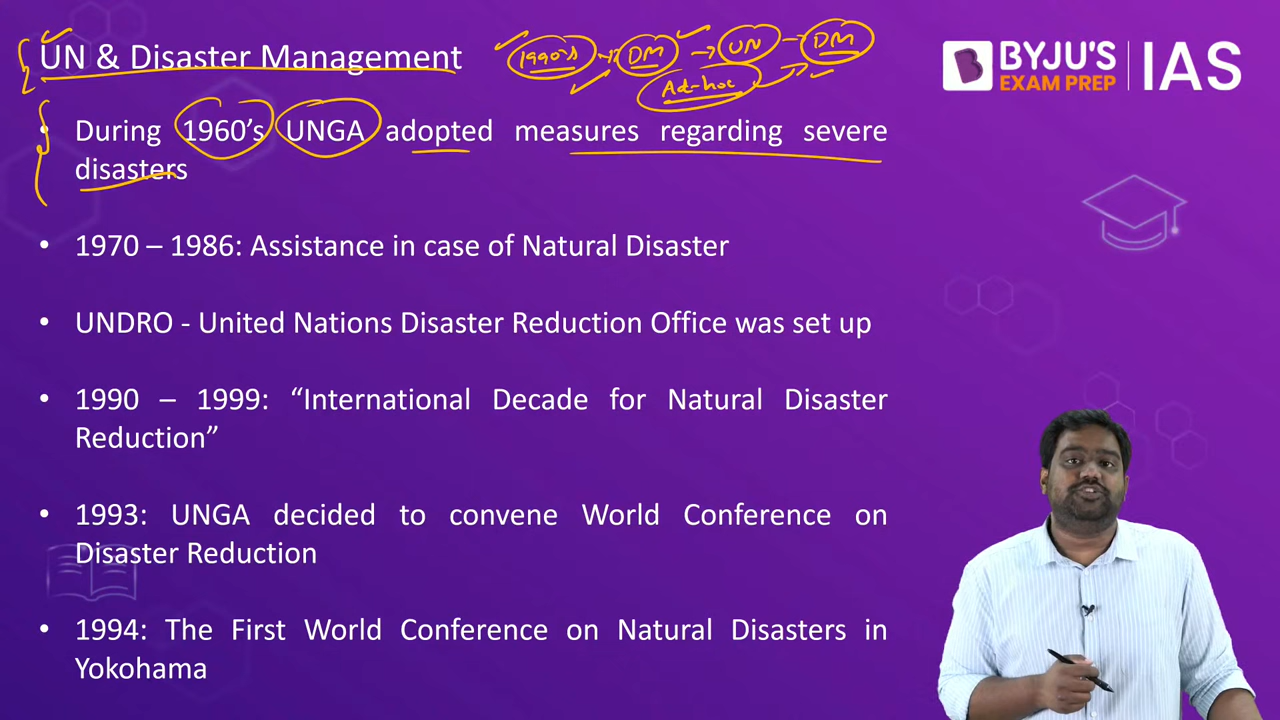 UN & Disaster Management
1990's → DM → UN → DM
Ad-hoc
BYJU'S
EXAM PREP
IAS
• During 1960's UNGA adopted measures regarding severe
disasters
• 1970 – 1986: Assistance in case of Natural Disaster
• UNDRO - United Nations Disaster Reduction Office was set up
• 1990 – 1999: “International Decade for Natural Disaster
Reduction”
• 1993: UNGA decided to convene World Conference on
Disaster Reduction
• 1994: The First World Conference on Natural Disasters in
Yokohama